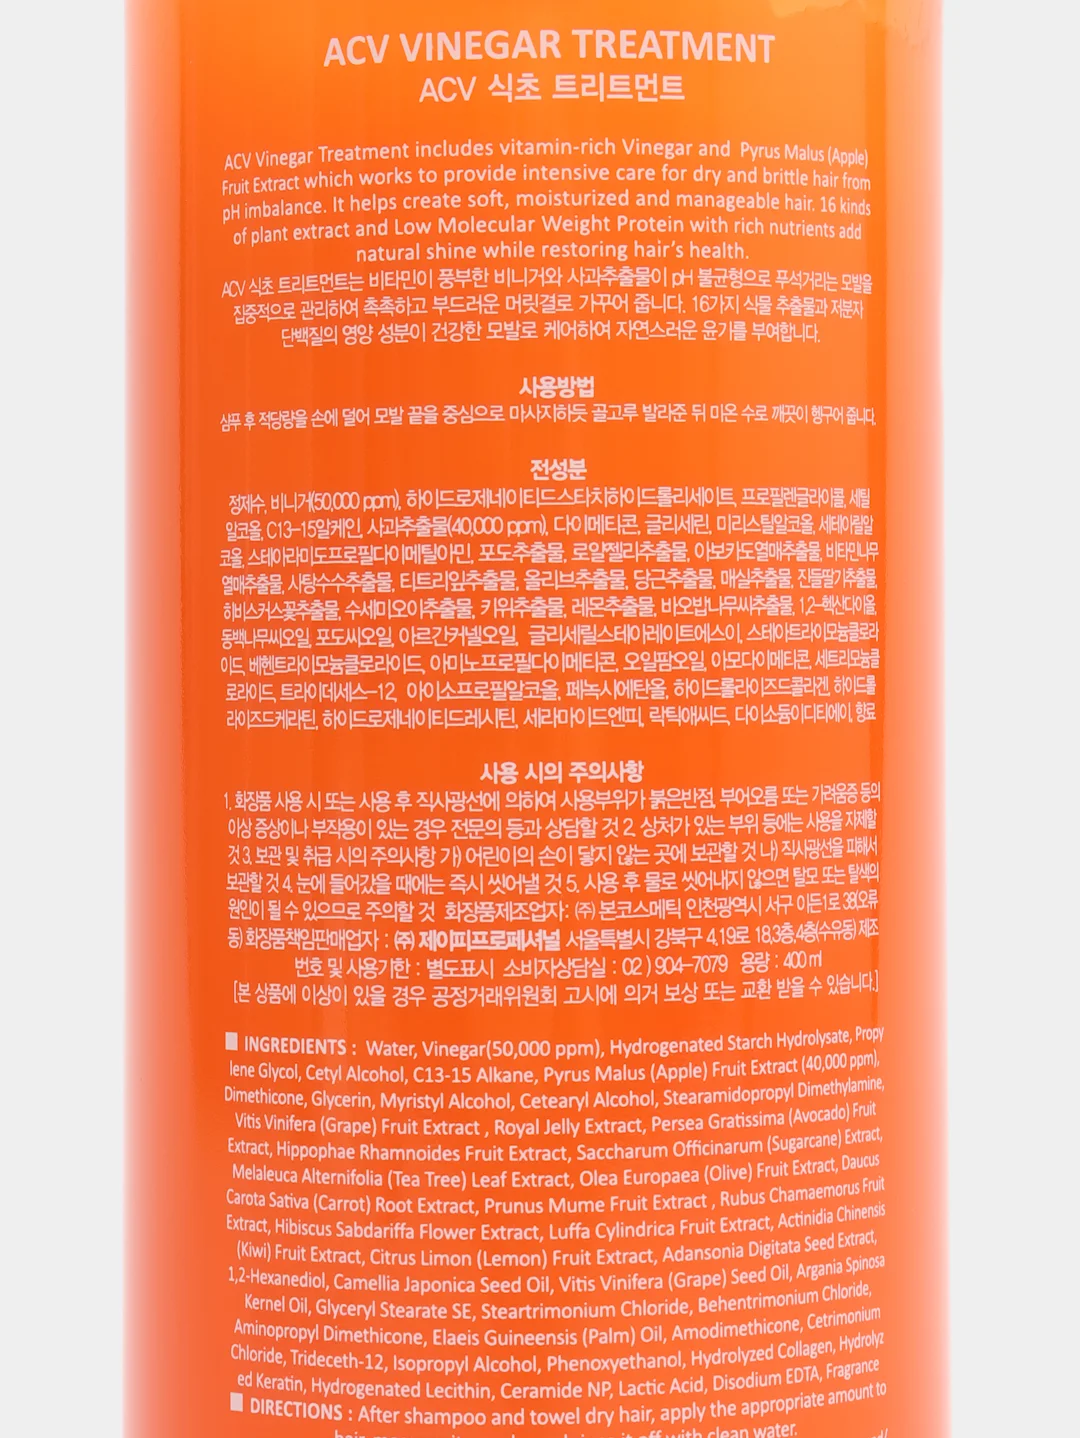 ACV VINEGAR TREATMENT
ACV 식초 트리트먼트
ACV Vinegar Treatment includes vitamin-rich Vinegar and Pyrus Malus (Apple)
Fruit Extract which works to provide intensive care for dry and brittle hair from
pH imbalance. It helps create soft, moisturized and manageable hair. 16 kinds
of plant extract and Low Molecular Weight Protein with rich nutrients add
natural shine while restoring hair's health.
ACV 식초 트리트먼트는 비타민이 풍부한 비니거와 사과추출물이 pH 불균형으로 푸석거리는 모발을
집중적으로 관리하여 촉촉하고 부드러운 머릿결로 가꾸어 줍니다. 16가지 식물 추출물과 저분자
단백질의 영양 성분이 건강한 모발로 케어하여 자연스러운 윤기를 부여합니다.
사용방법
샴푸 후 적당량을 손에 덜어 모발 끝을 중심으로 마사지하듯 골고루 발라준 뒤 미온 수로 깨끗이 헹구어 줍니다.
전성분
정제수, 비니거(50,000 ppm), 하이드로제네이티드스타치하이드롤리세이트, 프로필렌글라이콜, 세틸
알코올, C13-15알케인, 사과추출물(40,000 ppm), 다이메티콘, 글리세린, 미리스틸알코올, 세테아릴알
코올, 스테아라미도프로필다이메틸아민, 포도추출물, 로얄젤리추출물, 아보카도열매추출물, 비타민나무
열매추출물, 사탕수수추출물, 티트리잎추출물, 올리브추출물, 당근추출물, 매실추출물, 진들딸기추출물,
히비스커스꽃추출물, 수세미오이추출물, 키위추출물, 레몬추출물, 바오밥나무씨추출물, 1,2-헥산다이올,
동백나무씨오일, 포도씨오일, 아르간커넬오일, 글리세릴스테아레이트에스이, 스테아트라이모늄클로라
이드, 베헨트라이모늄클로라이드, 아미노프로필다이메티콘, 오일팜오일, 아모다이메티콘, 세트리모늄클
로라이드, 트라이데세스-12, 아이소프로필알코올, 페녹시에탄올, 하이드롤라이즈드콜라겐, 하이드롤
라이즈드케라틴, 하이드로제네이티드레시틴, 세라마이드엔피, 락틱애씨드, 다이소듐이디티에이, 향료
사용 시의 주의사항
1. 화장품 사용 시 또는 사용 후 직사광선에 의하여 사용부위가 붉은반점, 부어오름 또는 가려움증 등의
이상 증상이나 부작용이 있는 경우 전문의 등과 상담할 것 2. 상처가 있는 부위 등에는 사용을 자제할
것 3. 보관 및 취급 시의 주의사항 가) 어린이의 손이 닿지 않는 곳에 보관할 것 나) 직사광선을 피해서
보관할 것 4. 눈에 들어갔을 때에는 즉시 씻어낼 것 5. 사용 후 물로 씻어내지 않으면 탈모 또는 탈색의
원인이 될 수 있으므로 주의할 것 화장품제조업자: ㈜ 본코스메틱 인천광역시 서구 이든1로 38(오류
동) 화장품책임판매업자 : ㈜ 제이피프로페셔널 서울특별시 강북구 4.19로 18,3층,4층(수유동) 제조
번호 및 사용기한 : 별도표시 소비자상담실 : 02 ) 904-7079 용량 : 400 ml
[본 상품에 이상이 있을 경우 공정거래위원회 고시에 의거 보상 또는 교환 받을 수 있습니다.]
■ INGREDIENTS : Water, Vinegar(50,000 ppm), Hydrogenated Starch Hydrolysate, Propy
lene Glycol, Cetyl Alcohol, C13-15 Alkane, Pyrus Malus (Apple) Fruit Extract (40,000 ppm),
Dimethicone, Glycerin, Myristyl Alcohol, Cetearyl Alcohol, Stearamidopropyl Dimethylamine,
Vitis Vinifera (Grape) Fruit Extract , Royal Jelly Extract, Persea Gratissima (Avocado) Fruit
Extract, Hippophae Rhamnoides Fruit Extract, Saccharum Officinarum (Sugarcane) Extract,
Melaleuca Alternifolia (Tea Tree) Leaf Extract, Olea Europaea (Olive) Fruit Extract, Daucus
Carota Sativa (Carrot) Root Extract, Prunus Mume Fruit Extract , Rubus Chamaemorus Fruit
Extract, Hibiscus Sabdariffa Flower Extract, Luffa Cylindrica Fruit Extract, Actinidia Chinensis
(Kiwi) Fruit Extract, Citrus Limon (Lemon) Fruit Extract, Adansonia Digitata Seed Extract,
1,2-Hexanediol, Camellia Japonica Seed Oil, Vitis Vinifera (Grape) Seed Oil, Argania Spinosa
Kernel Oil, Glyceryl Stearate SE, Steartrimonium Chloride, Behentrimonium Chloride,
Aminopropyl Dimethicone, Elaeis Guineensis (Palm) Oil, Amodimethicone, Cetrimonium
Chloride, Trideceth-12, Isopropyl Alcohol, Phenoxyethanol, Hydrolyzed Collagen, Hydrolyz
ed Keratin, Hydrogenated Lecithin, Ceramide NP, Lactic Acid, Disodium EDTA, Fragrance
■ DIRECTIONS : After shampoo and towel dry hair, apply the appropriate amount to
it off with clean water.